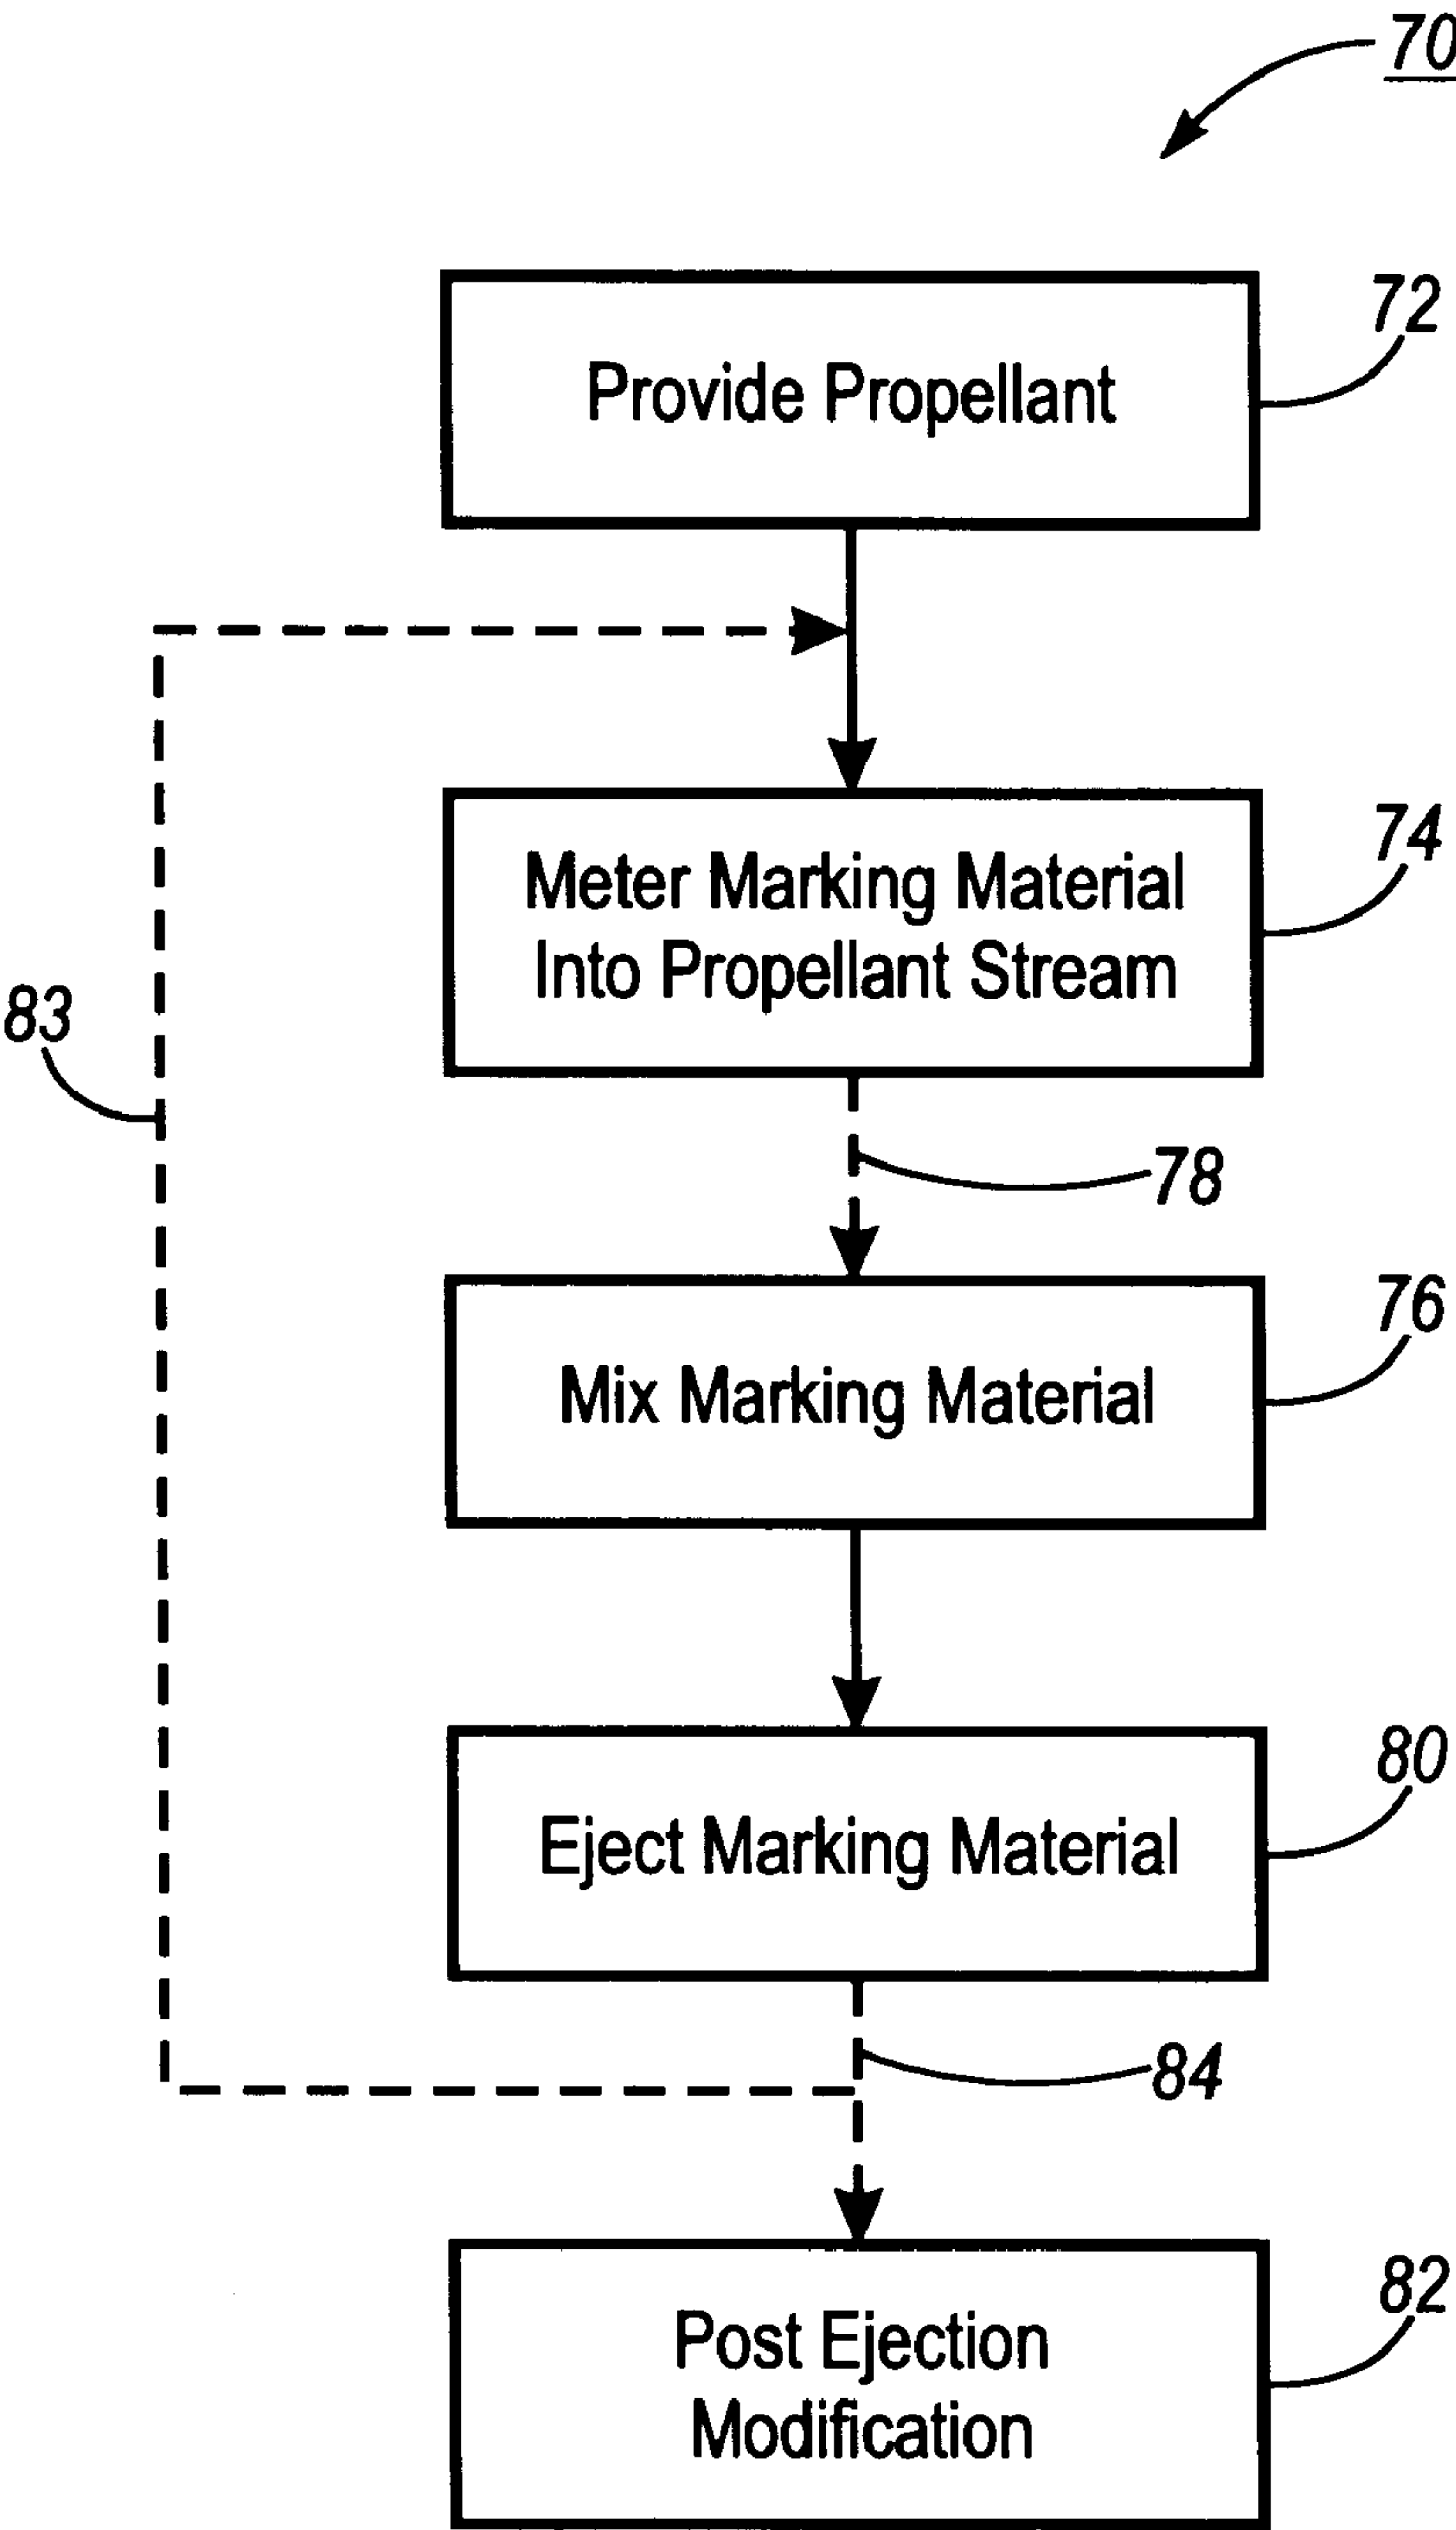 70
72
Provide Propellant
74
Meter Marking Material
Into Propellant Stream
83
78
76
Mix Marking Material
80
Eject Marking Material
84
82
Post Ejection
Modification